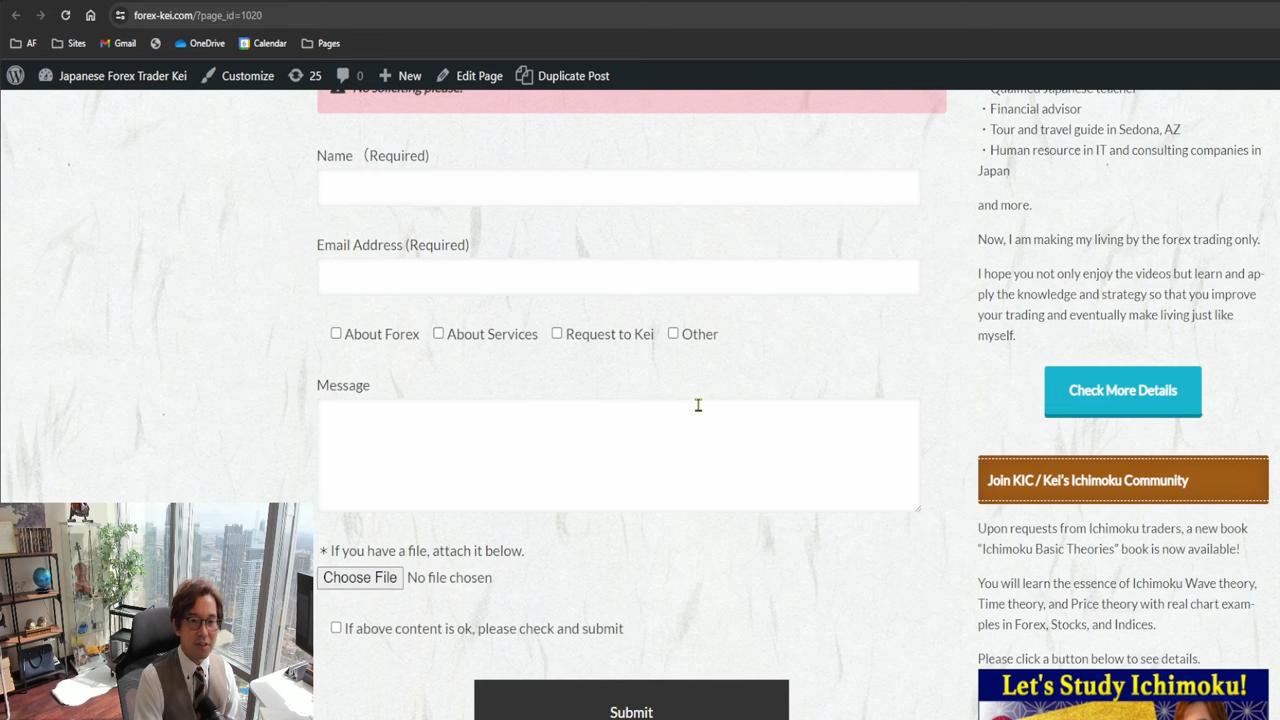 forex-kei.com/?page_id=1020
AF Sites Gmail OneDrive Calendar Pages
Japanese Forex Trader Kei Customize 25 0 New Edit Page Duplicate Post
No soliciting please!
Name （Required)
Email Address (Required)
About Forex About Services Request to Kei Other
Message
* If you have a file, attach it below.
Choose File No file chosen
If above content is ok, please check and submit
Submit
・Qualified Japanese teacher
・Financial advisor
・Tour and travel guide in Sedona, AZ
・Human resource in IT and consulting companies in
Japan
and more.
Now, I am making my living by the forex trading only.
I hope you not only enjoy the videos but learn and ap-
ply the knowledge and strategy so that you improve
your trading and eventually make living just like
myself.
Check More Details
Join KIC / Kei's Ichimoku Community
Upon requests from Ichimoku traders, a new book
“Ichimoku Basic Theories” book is now available!
You will learn the essence of Ichimoku Wave theory,
Time theory, and Price theory with real chart exam-
ples in Forex, Stocks, and Indices.
Please click a button below to see details.
Let's Study Ichimoku!